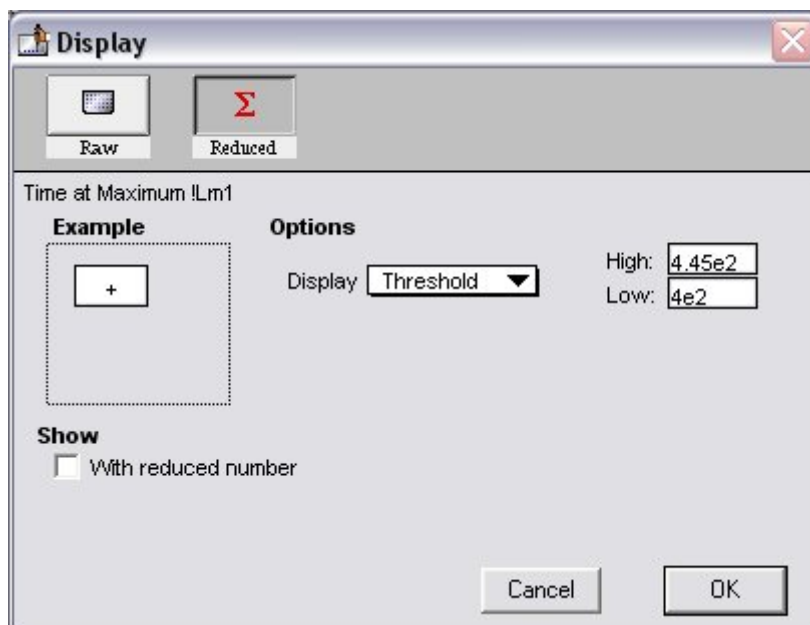 Display
Σ
Raw Reduced
Time at Maximum !Lm1
Example Options
+
Display Threshold
High: 4.45e2
Low: 4e2
Show
With reduced number
Cancel OK